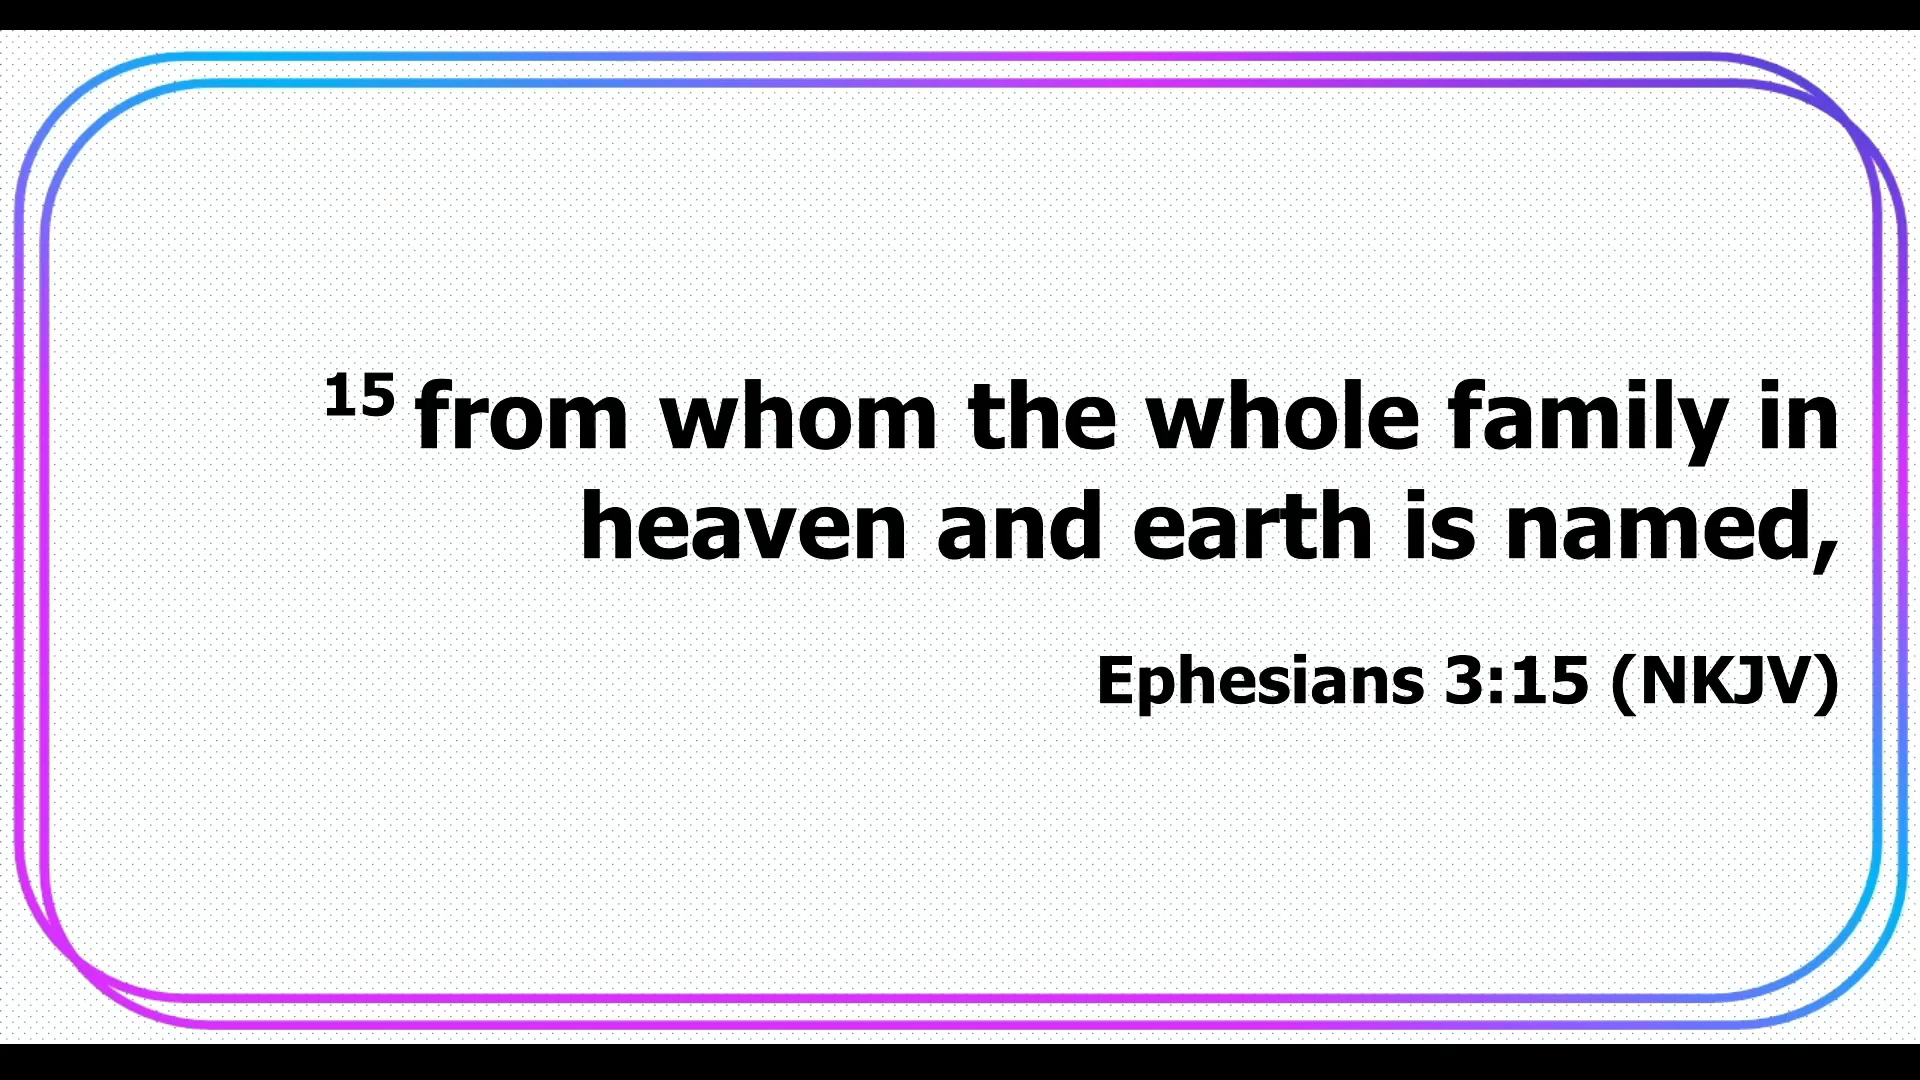 15 from whom the whole family in
heaven and earth is named,
Ephesians 3:15 (NKJV)